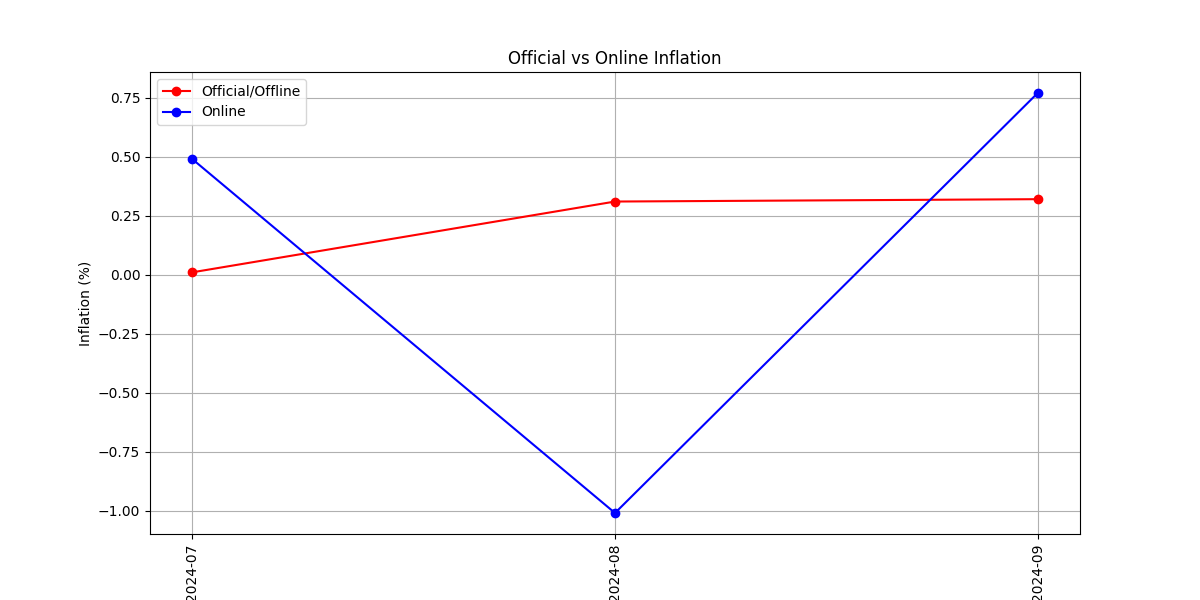 Official vs Online Inflation
Official/Offline
Online
Inflation (%)
0.75
0.50
0.25
0.00
−0.25
−0.50
−0.75
−1.00
2024-07
2024-08
2024-09